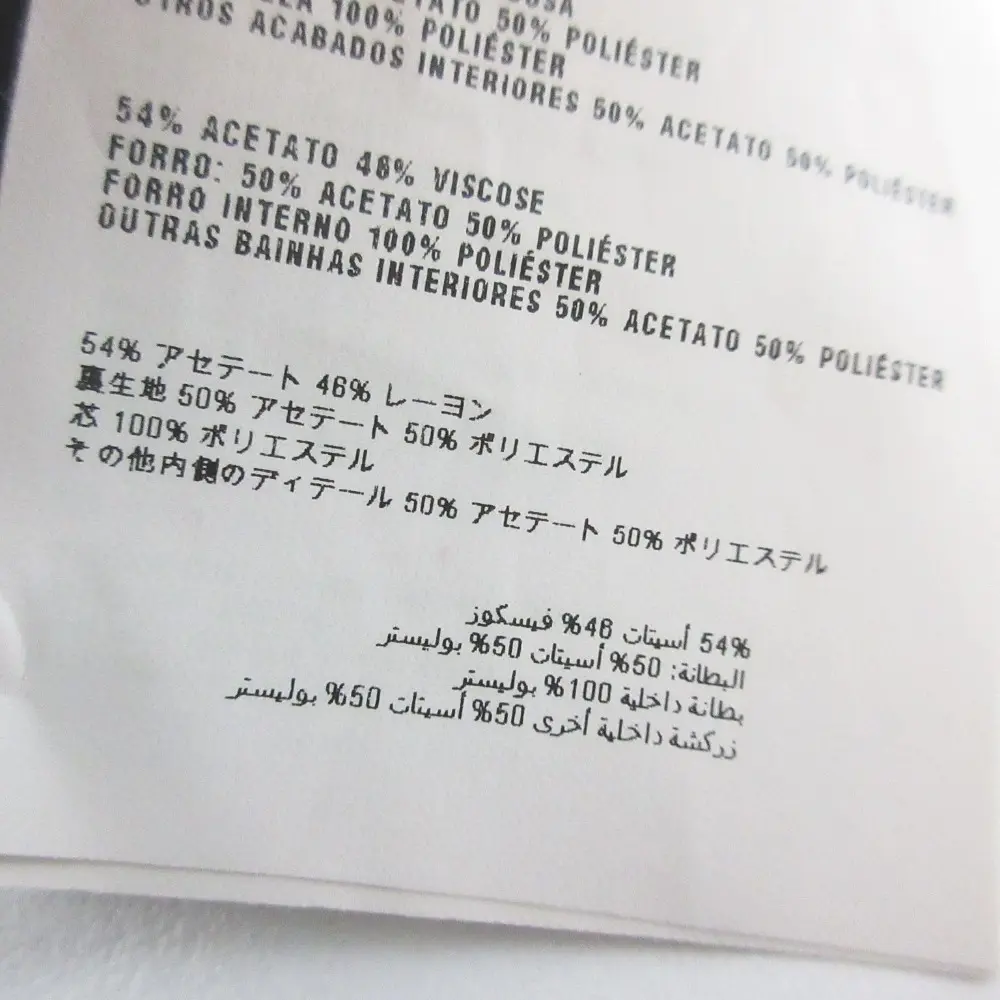 50% POLIÉSTER
100% POLIÉSTER
ACABADOS INTERIORES 50% ACETATO 50% POLIÉSTER
54% ACETATO 46% VISCOSE
FORRO: 50% ACETATO 50% POLIÉSTER
FORRO INTERNO 100% POLIÉSTER
OUTRAS BAINHAS INTERIORES 50% ACETATO 50% POLIÉSTER
54% アセテート 46% レーヨン
裏生地 50% アセテート 50% ポリエステル
芯 100% ポリエステル
その他内側のディテール 50% アセテート 50% ポリエステル
54% أسيتات 46% فيسكوز
البطانة: 50% أسيتات 50% بوليستر
بطانة داخلية 100% بوليستر
زركشة داخلية أخرى 50% أسيتات 50% بوليستر